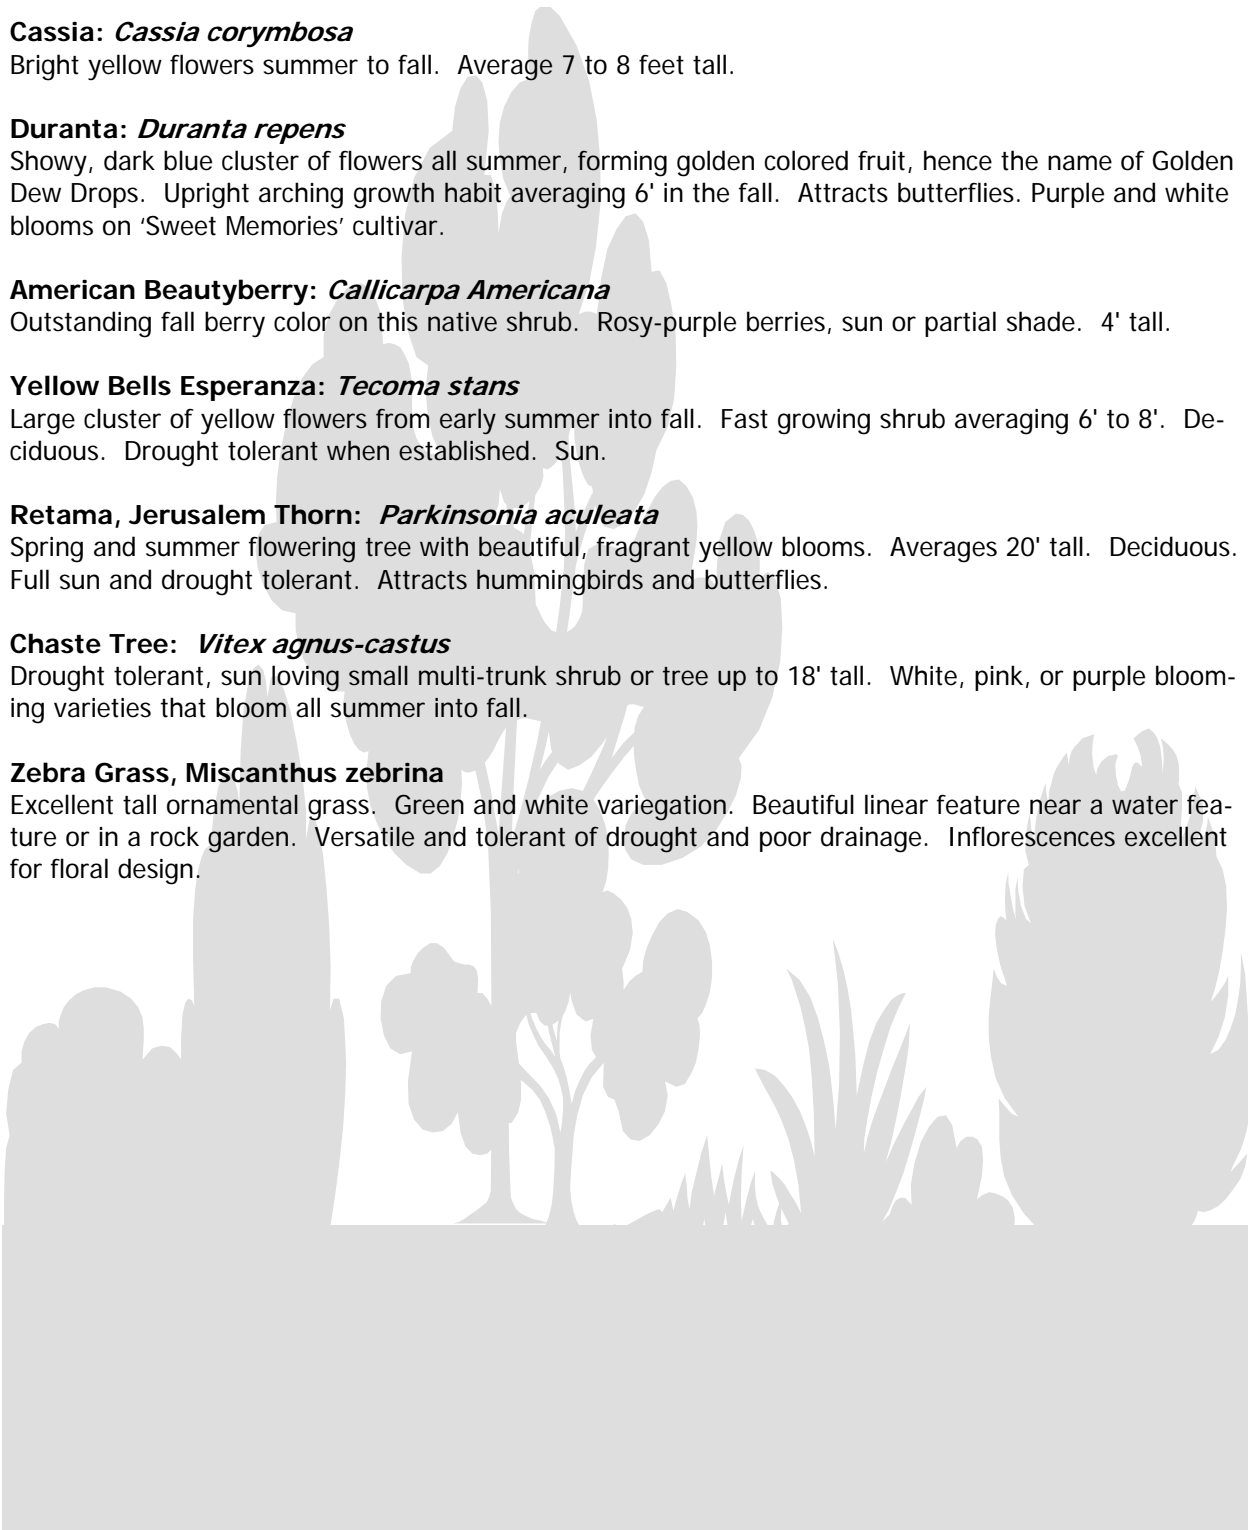 Cassia: Cassia corymbosa
Bright yellow flowers summer to fall.  Average 7 to 8 feet tall.
Duranta: Duranta repens
Showy, dark blue cluster of flowers all summer, forming golden colored fruit, hence the name of Golden
Dew Drops.  Upright arching growth habit averaging 6' in the fall.  Attracts butterflies. Purple and white
blooms on ‘Sweet Memories’ cultivar.
American Beautyberry: Callicarpa Americana
Outstanding fall berry color on this native shrub.  Rosy-purple berries, sun or partial shade.  4' tall.
Yellow Bells Esperanza: Tecoma stans
Large cluster of yellow flowers from early summer into fall.  Fast growing shrub averaging 6' to 8'.  De-
ciduous.  Drought tolerant when established.  Sun.
Retama, Jerusalem Thorn:  Parkinsonia aculeata
Spring and summer flowering tree with beautiful, fragrant yellow blooms.  Averages 20' tall.  Deciduous.
Full sun and drought tolerant.  Attracts hummingbirds and butterflies.
Chaste Tree:  Vitex agnus-castus
Drought tolerant, sun loving small multi-trunk shrub or tree up to 18' tall.  White, pink, or purple bloom-
ing varieties that bloom all summer into fall.
Zebra Grass, Miscanthus zebrina
Excellent tall ornamental grass.  Green and white variegation.  Beautiful linear feature near a water fea-
ture or in a rock garden.  Versatile and tolerant of drought and poor drainage.  Inflorescences excellent
for floral design.